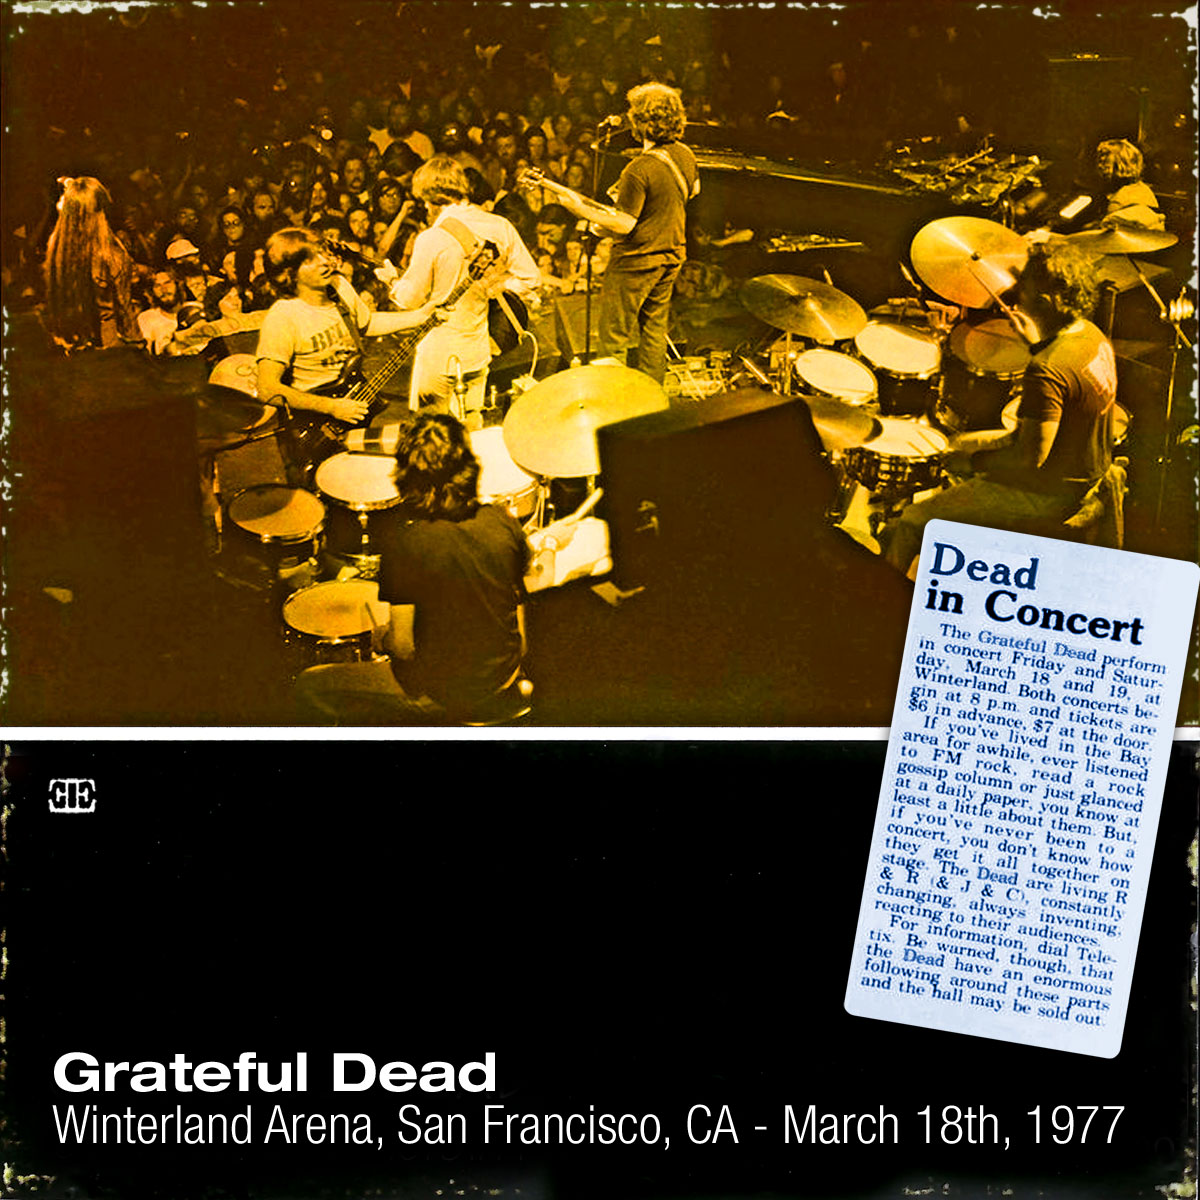 Dead
in Concert
The Grateful Dead perform
in concert Friday and Satur-
day, March 18 and 19, at
Winterland. Both concerts be-
gin at 8 p.m. and tickets are
$6 in advance, $7 at the door.
If you've lived in the Bay
area for awhile, ever listened
to FM rock, read a rock
gossip column or just glanced
at a daily paper, you know at
least a little about them. But,
if you've never been to a
concert, you don't know how
they get it all together on
stage. The Dead are living R
& R (& J & C), constantly
changing, always inventing,
reacting to their audiences.
For information, dial Tele-
tix. Be warned, though, that
the Dead have an enormous
following around these parts
and the hall may be sold out.
Grateful Dead
Winterland Arena, San Francisco, CA - March 18th, 1977